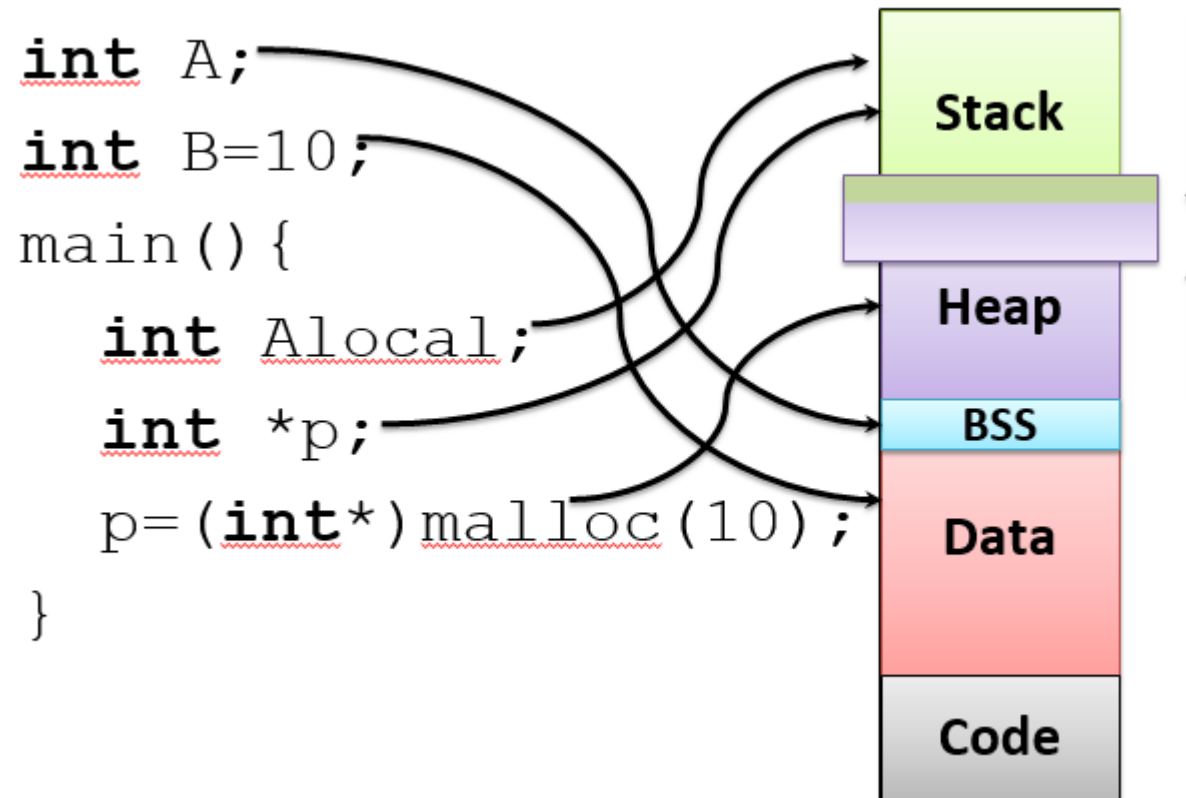 int A;
int B=10;
main(){
int Alocal;
int *p;
p=(int*)malloc(10);
}
Stack
Heap
BSS
Data
Code